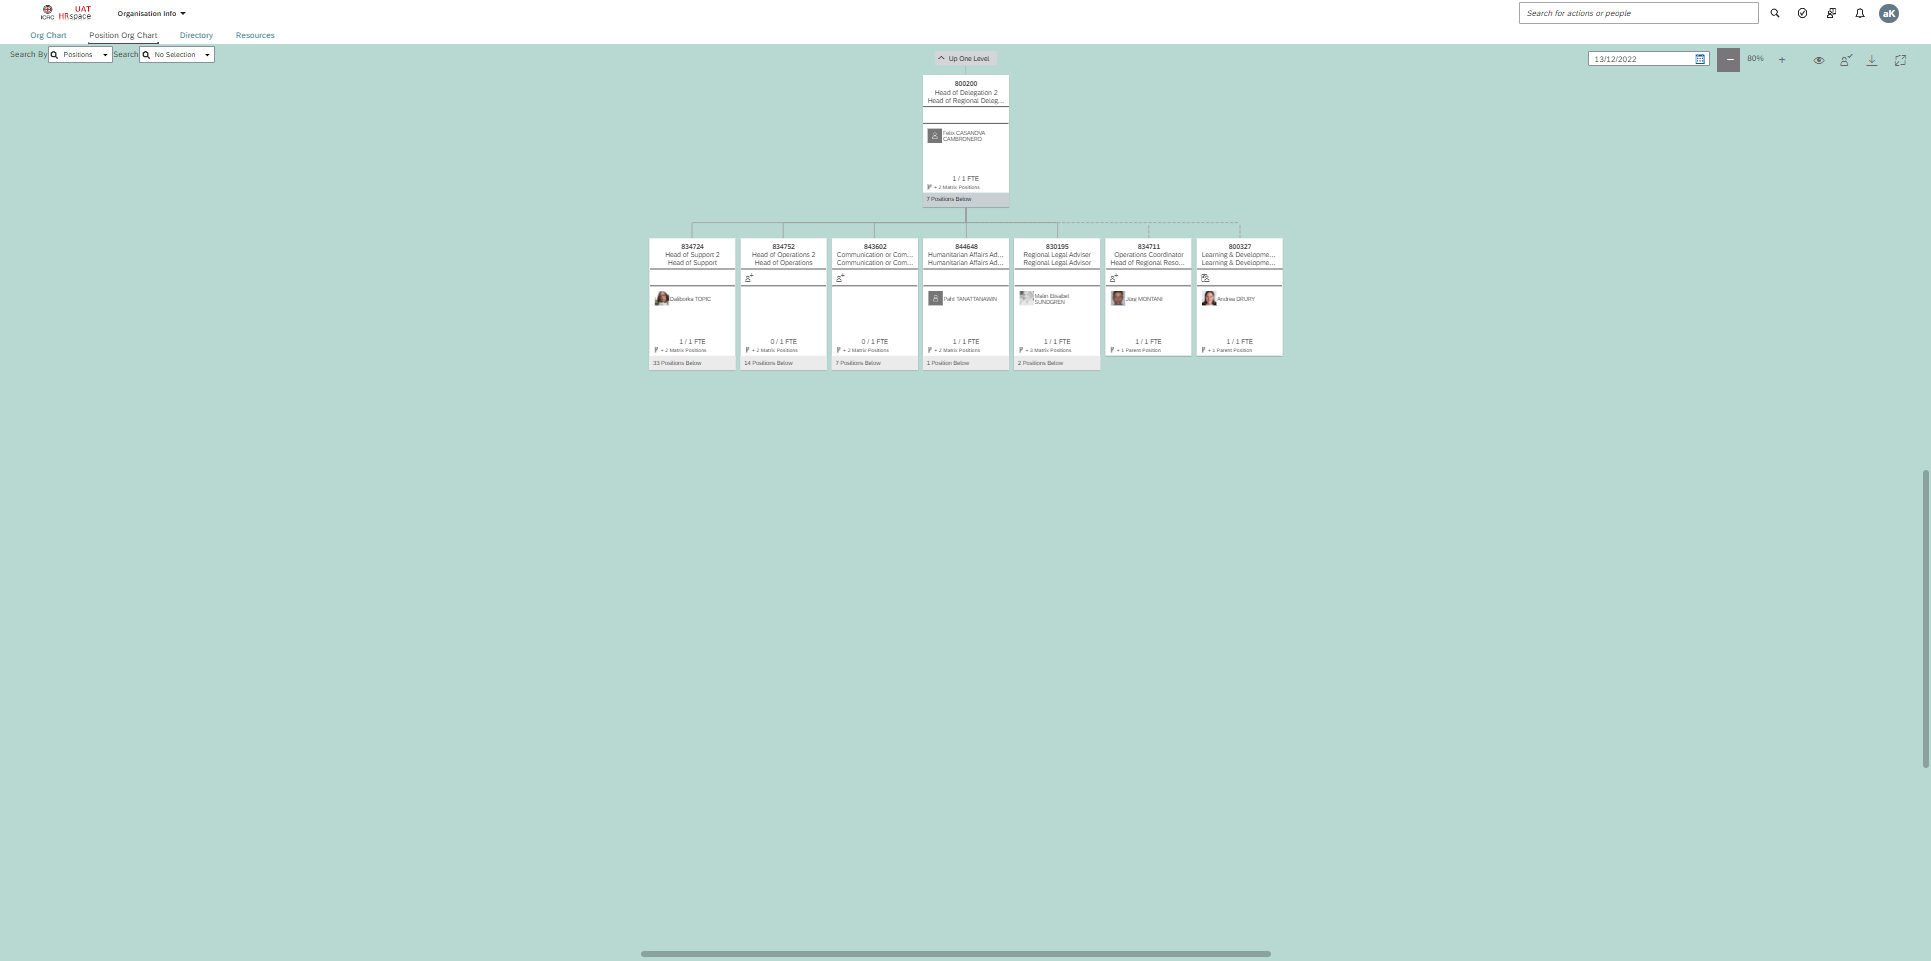 ICRC
UAT
HRspace
Organisation Info
Search for actions or people
aK
Org Chart
Position Org Chart
Directory
Resources
Search By
Positions
Search
No Selection
Up One Level
13/12/2022
80%
800200
Head of Delegation 2
Head of Regional Deleg...
Felix CASANOVA
CAMBRONERO
1 / 1 FTE
+ 2 Matrix Positions
7 Positions Below
834724
Head of Support 2
Head of Support
Daliborka TOPIC
1 / 1 FTE
+ 2 Matrix Positions
33 Positions Below
834752
Head of Operations 2
Head of Operations
0 / 1 FTE
+ 2 Matrix Positions
14 Positions Below
843602
Communication or Com...
Communication or Com...
0 / 1 FTE
+ 2 Matrix Positions
7 Positions Below
844648
Humanitarian Affairs Ad...
Humanitarian Affairs Ad...
TANATTANAWIN
1 / 1 FTE
+ 2 Matrix Positions
1 Position Below
830195
Regional Legal Adviser
Regional Legal Advisor
Malin Elisabel
SUNDGREN
1 / 1 FTE
+ 3 Matrix Positions
2 Positions Below
834711
Operations Coordinator
Head of Regional Reso...
MONTANI
1 / 1 FTE
+ 1 Parent Position
800327
Learning & Developme...
Learning & Developme...
Andrea DRURY
1 / 1 FTE
+ 1 Parent Position